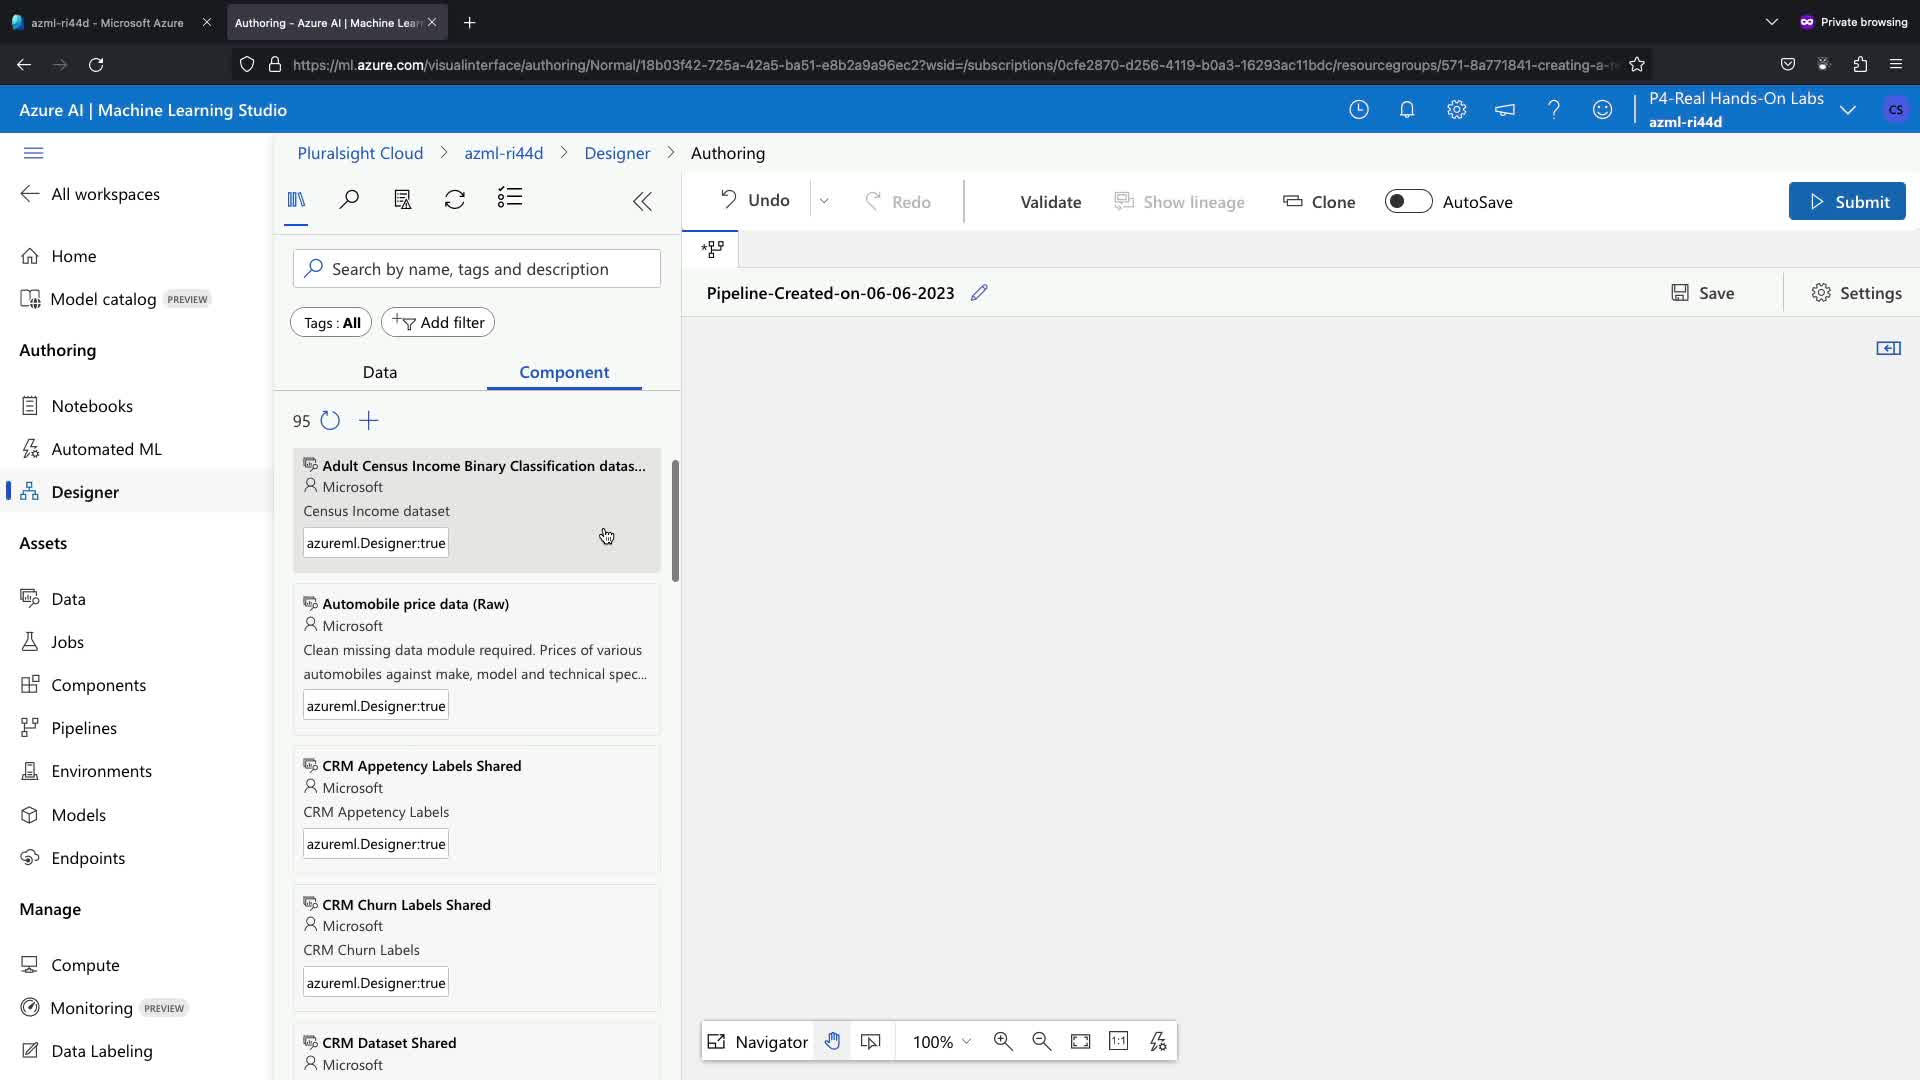 azml-ri44d - Microsoft Azure
Authoring - Azure AI | Machine Lear
Private browsing
https://ml.azure.com/visualinterface/authoring/Normal/18b03f42-725a-42a5-ba51-e8b2a9a96ec2?wsid=/subscriptions/0cfe2870-d256-4119-b0a3-16293ac11bdc/resourcegroups/571-8a771841-creating-a-
Azure AI | Machine Learning Studio
P4-Real Hands-On Labs
azml-ri44d
CS
Pluralsight Cloud > azml-ri44d > Designer > Authoring
All workspaces
Home
Model catalog PREVIEW
Authoring
Notebooks
Automated ML
Designer
Assets
Data
Jobs
Components
Pipelines
Environments
Models
Endpoints
Manage
Compute
Monitoring PREVIEW
Data Labeling
Search by name, tags and description
Tags : All
Add filter
Data
Component
95
Adult Census Income Binary Classification datas...
Microsoft
Census Income dataset
azureml.Designer:true
Automobile price data (Raw)
Microsoft
Clean missing data module required. Prices of various
automobiles against make, model and technical spec...
azureml.Designer:true
CRM Appetency Labels Shared
Microsoft
CRM Appetency Labels
azureml.Designer:true
CRM Churn Labels Shared
Microsoft
CRM Churn Labels
azureml.Designer:true
CRM Dataset Shared
Microsoft
Undo
Redo
Validate
Show lineage
Clone
AutoSave
Submit
Pipeline-Created-on-06-06-2023
Save
Settings
Navigator
100%
1:1